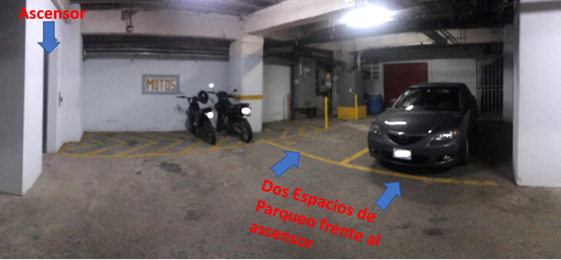 Ascensor
MOTOS
Dos Espacios de
Parqueo frente al
ascensor